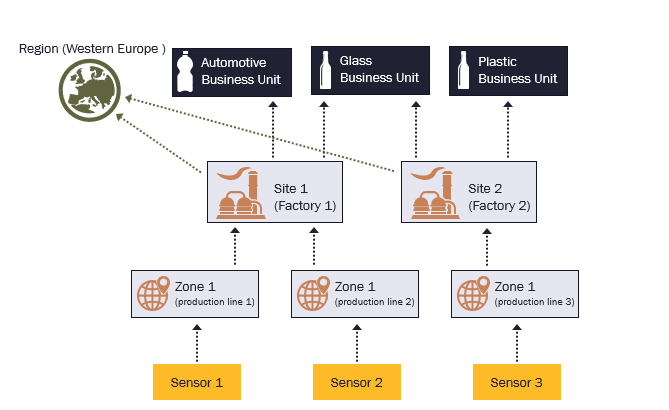 Region (Western Europe )
Automotive
Business Unit
Glass
Business Unit
Plastic
Business Unit
Site 1
(Factory 1)
Site 2
(Factory 2)
Zone 1
(production line 1)
Zone 1
(production line 2)
Zone 1
(production line 3)
Sensor 1
Sensor 2
Sensor 3